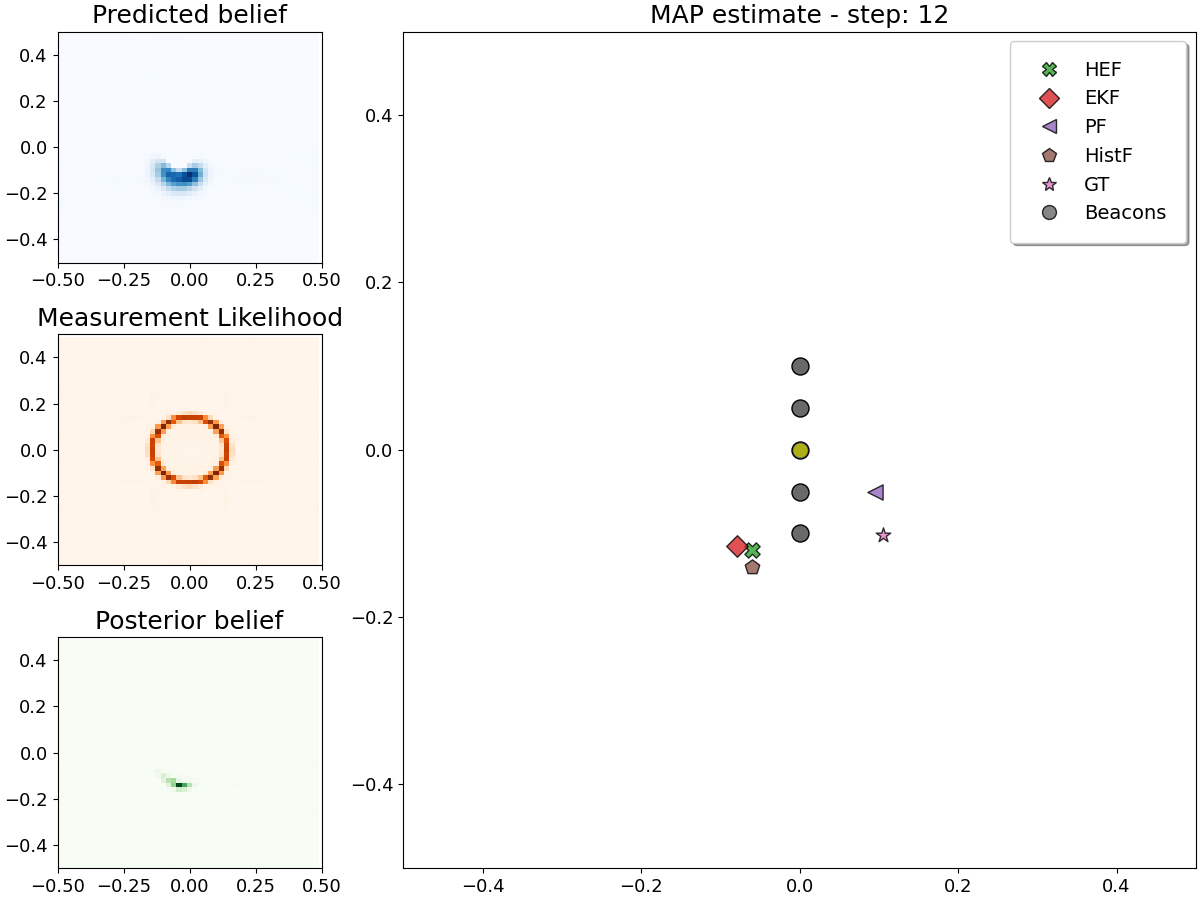 Predicted belief
0.4
0.2
0.0
−0.2
−0.4
−0.50 −0.25 0.00 0.25 0.50
Measurement Likelihood
0.4
0.2
0.0
−0.2
−0.4
−0.50 −0.25 0.00 0.25 0.50
Posterior belief
0.4
0.2
0.0
−0.2
−0.4
−0.50 −0.25 0.00 0.25 0.50
MAP estimate - step: 12
HEF
EKF
PF
HistF
GT
Beacons
0.4
0.2
0.0
−0.2
−0.4
−0.4 −0.2 0.0 0.2 0.4